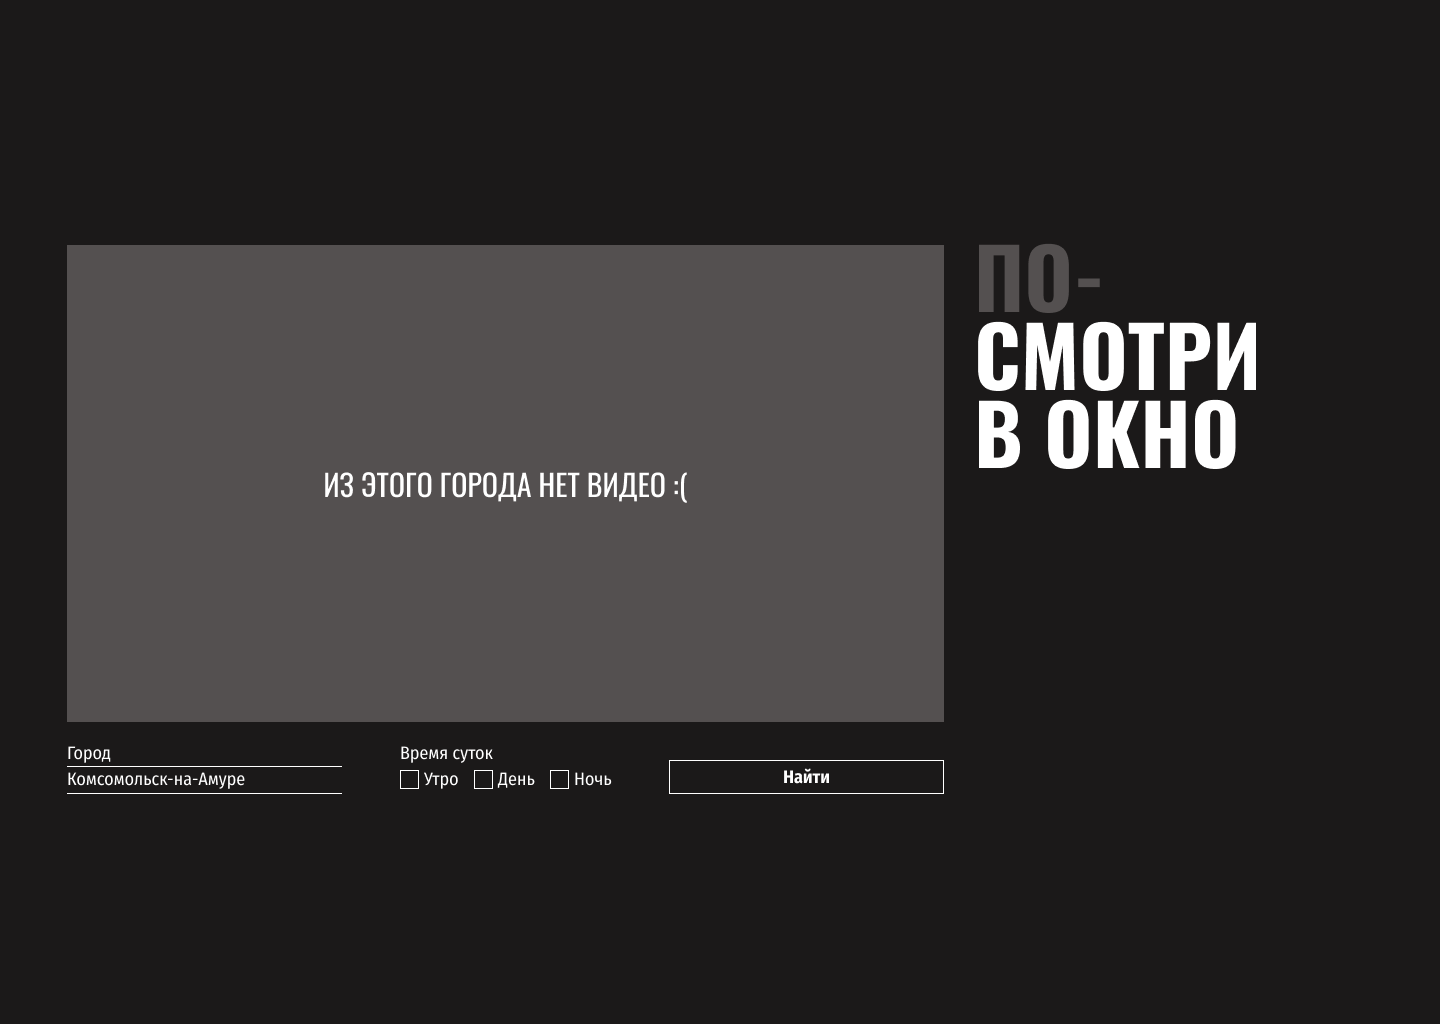 ПО-
СМОТРИ
В ОКНО
ИЗ ЭТОГО ГОРОДА НЕТ ВИДЕО :(
Город
Комсомольск-на-Амуре
Время суток
Утро День Ночь
Найти